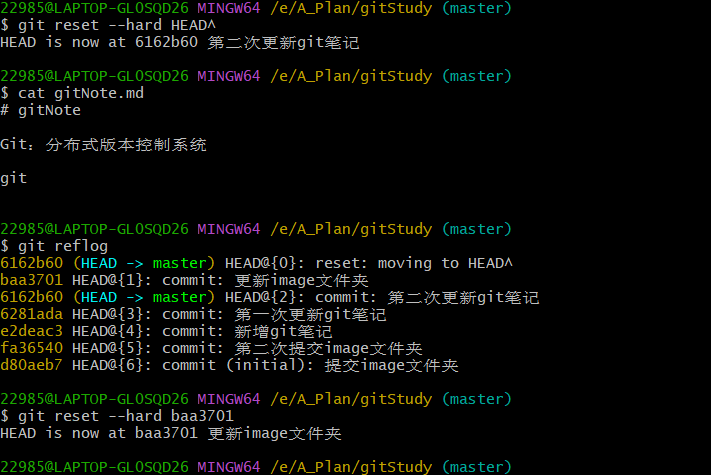 22985@LAPTOP-GLOSQD26 MINGW64 /e/A_Plan/gitStudy (master)
$ git reset --hard HEAD^
HEAD is now at 6162b60 第二次更新git笔记
22985@LAPTOP-GLOSQD26 MINGW64 /e/A_Plan/gitStudy (master)
$ cat gitNote.md
# gitNote
Git：分布式版本控制系统
git
22985@LAPTOP-GLOSQD26 MINGW64 /e/A_Plan/gitStudy (master)
$ git reflog
6162b60 (HEAD -> master) HEAD@{0}: reset: moving to HEAD^
baa3701 HEAD@{1}: commit: 更新image文件夹
6162b60 (HEAD -> master) HEAD@{2}: commit: 第二次更新git笔记
6281ada HEAD@{3}: commit: 第一次更新git笔记
e2deac3 HEAD@{4}: commit: 新增git笔记
fa36540 HEAD@{5}: commit: 第二次提交image文件夹
d80aeb7 HEAD@{6}: commit (initial): 提交image文件夹
22985@LAPTOP-GLOSQD26 MINGW64 /e/A_Plan/gitStudy (master)
$ git reset --hard baa3701
HEAD is now at baa3701 更新image文件夹
22985@LAPTOP-GLOSQD26 MINGW64 /e/A_Plan/gitStudy (master)